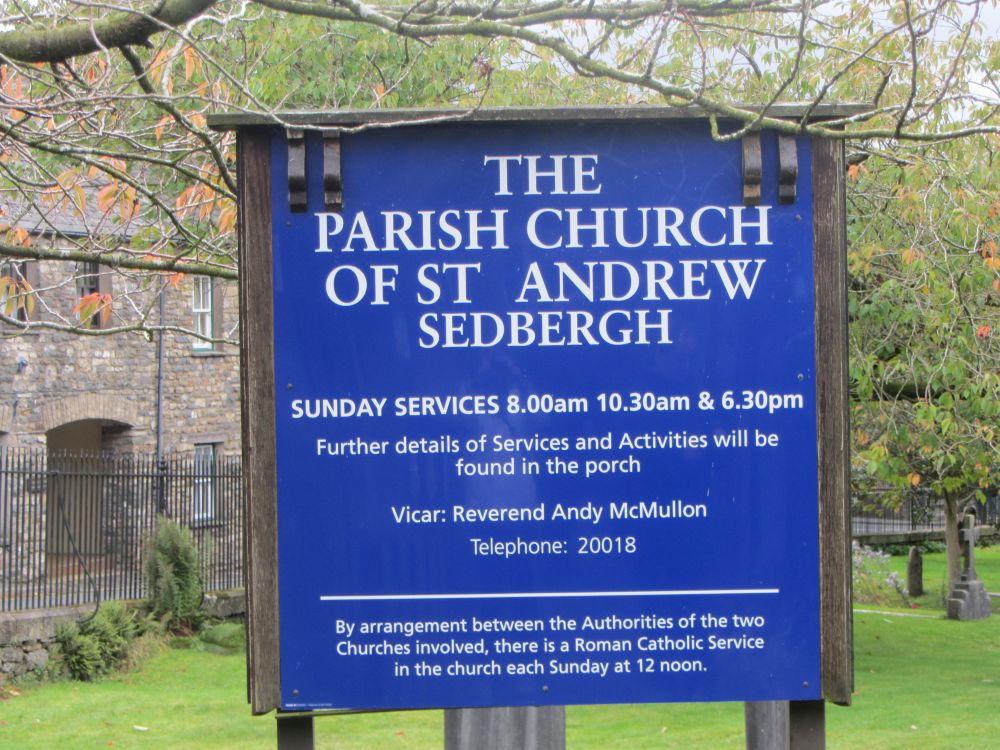 THE
PARISH CHURCH
OF ST ANDREW
SEDBERGH
SUNDAY SERVICES 8.00am 10.30am & 6.30pm
Further details of Services and Activities will be
found in the porch
Vicar: Reverend Andy McMullon
Telephone: 20018
By arrangement between the Authorities of the two
Churches involved, there is a Roman Catholic Service
in the church each Sunday at 12 noon.